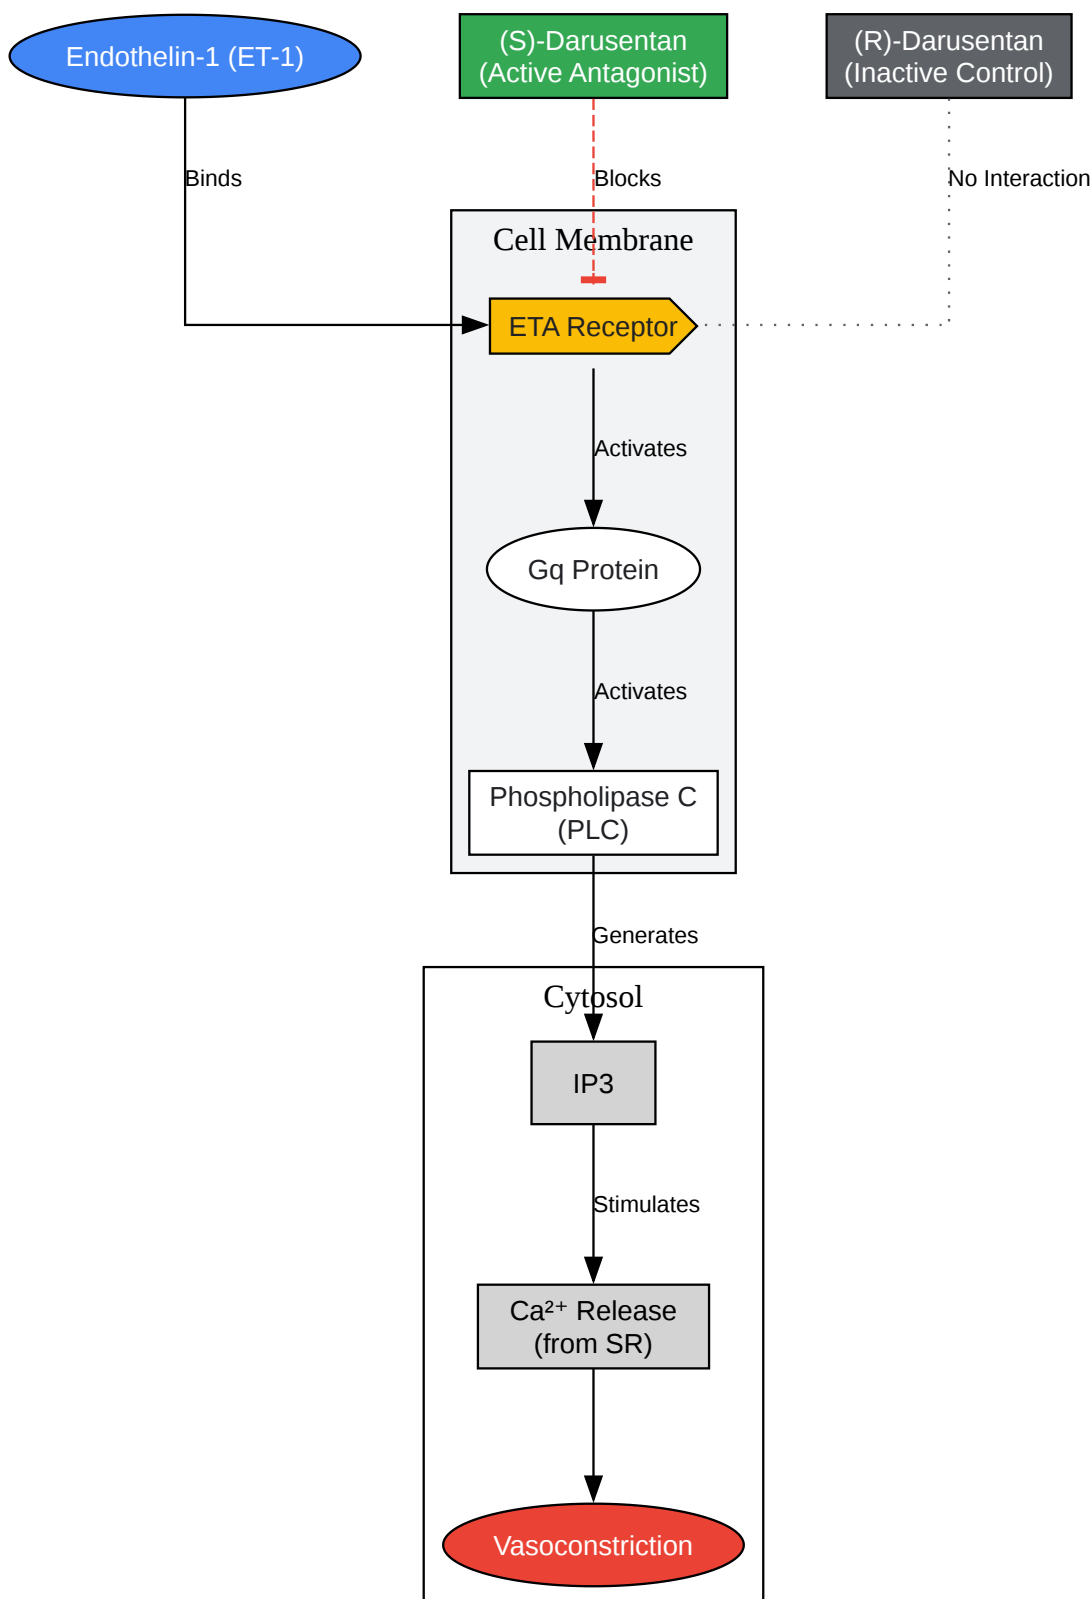 Endothelin-1 (ET-1)
(S)-Darusentan
(Active Antagonist)
(R)-Darusentan
(Inactive Control)
Binds
Blocks
No Interaction
Cell Membrane
ETA Receptor
Activates
Gq Protein
Activates
Phospholipase C
(PLC)
Generates
Cytosol
IP3
Stimulates
Ca²⁺ Release
(from SR)
Vasoconstriction